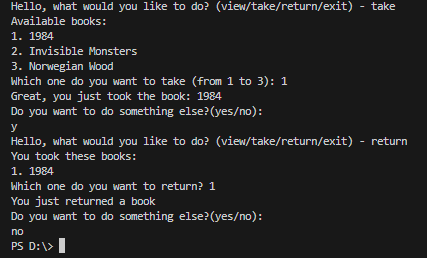 Hello, what would you like to do? (view/take/return/exit) - take
Available books:
1. 1984
2. Invisible Monsters
3. Norwegian Wood
Which one do you want to take (from 1 to 3): 1
Great, you just took the book: 1984
Do you want to do something else?(yes/no):
y
Hello, what would you like to do? (view/take/return/exit) - return
You took these books:
1. 1984
Which one do you want to return? 1
You just returned a book
Do you want to do something else?(yes/no):
no
PS D:\>